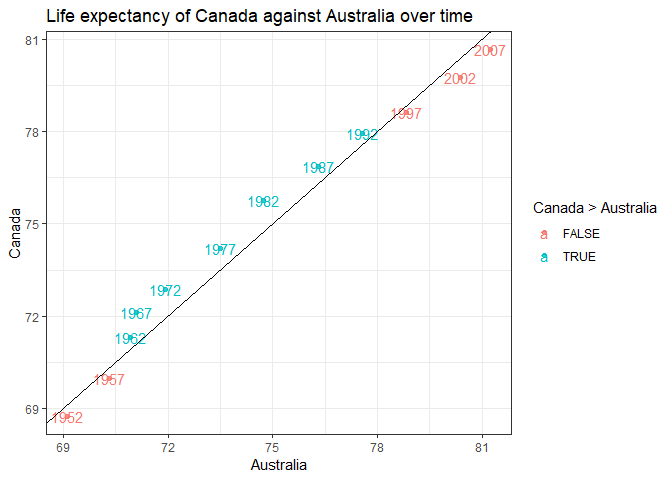 Life expectancy of Canada against Australia over time
81
78
75
72
69
Canada
2007
2002
1997
1992
1987
1982
1977
1972
1967
1962
1957
1952
69 72 75 78 81
Australia
Canada > Australia
a FALSE
a TRUE